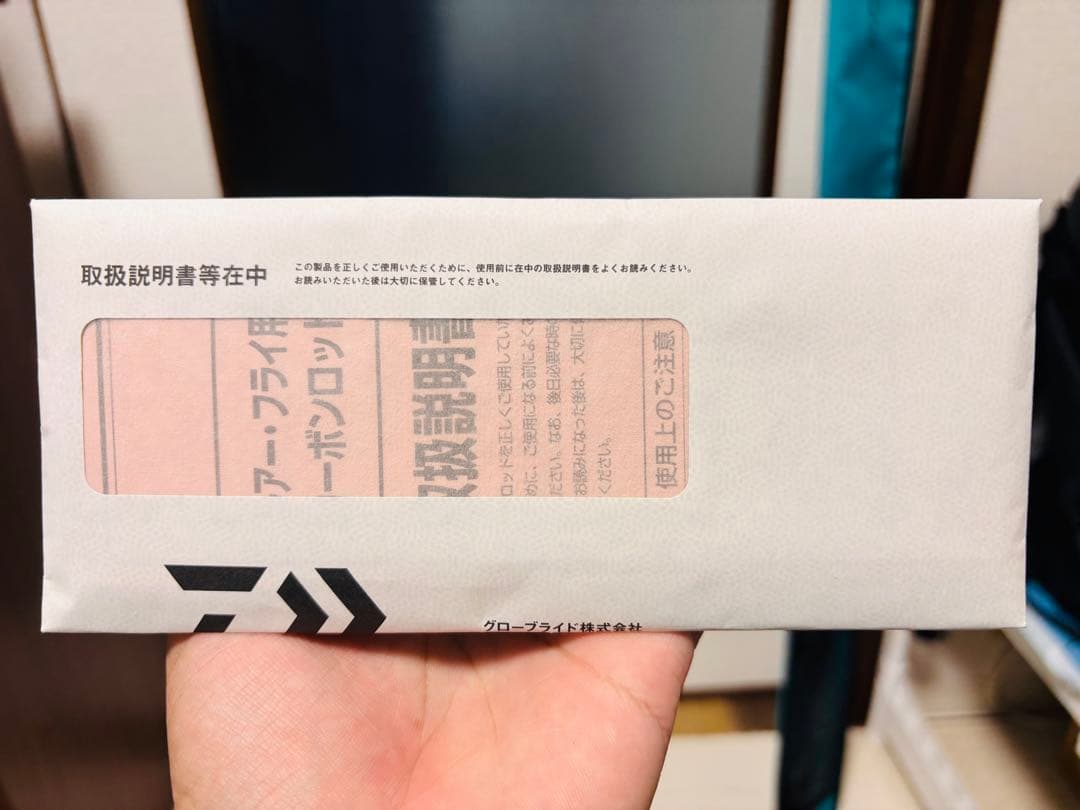 取扱説明書等在中
この製品を正しくご使用いただくために、使用前に在中の取扱説明書をよくお読みください。
お読みいただいた後は大切に保管してください。
アー・フライ用
ーボンロッド
取扱説明書
ロッドを正しくご使用してい
めに、ご使用になる前によく
ださい。なお、後日必要な時
お読みになった後は、大切に
ください。
使用上のご注意
グローブライド株式会社